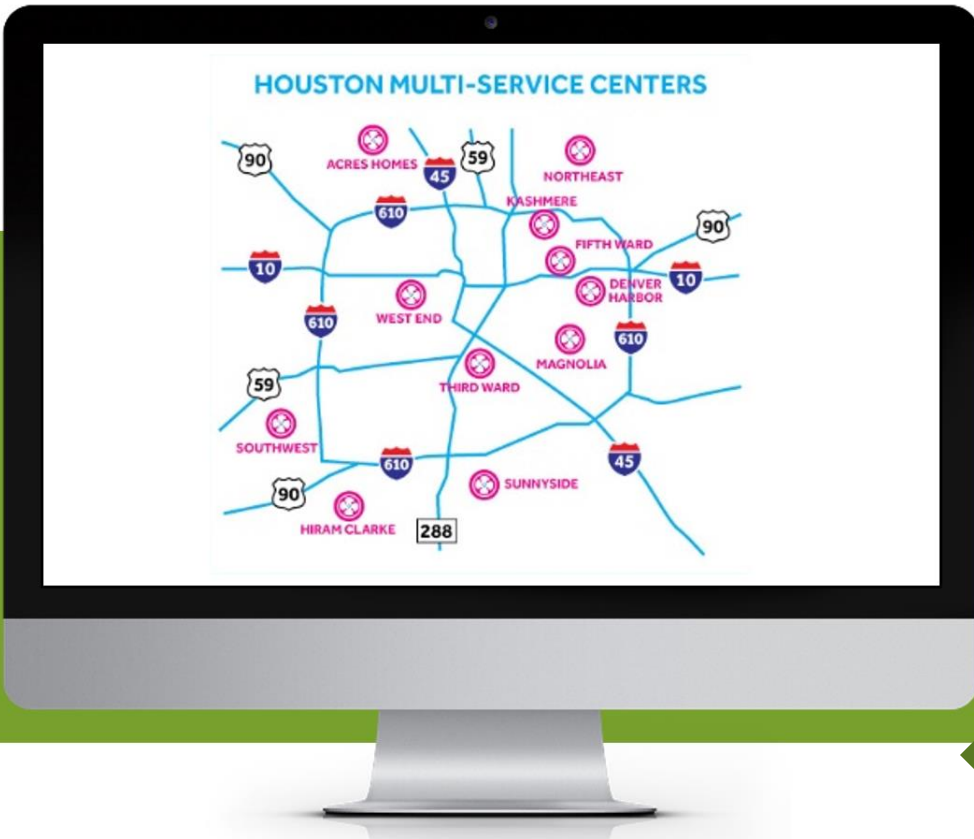 HOUSTON MULTI-SERVICE CENTERS
90
ACRES HOMES
45
59
NORTHEAST
610
KASHMERE
90
FIFTH WARD
10
10
DENVER
HARBOR
WEST END
610
610
MAGNOLIA
59
THIRD WARD
SOUTHWEST
610
45
90
SUNNYSIDE
HIRAM CLARKE
288